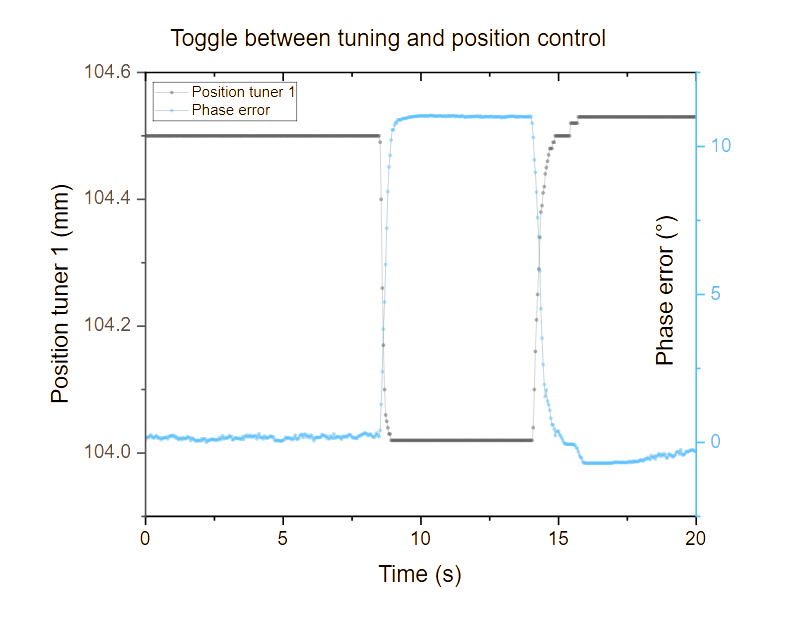 Toggle between tuning and position control
Position tuner 1
Phase error
104.6
104.4
104.2
104.0
10
5
0
0
5
10
15
20
Position tuner 1 (mm)
Phase error (°)
Time (s)